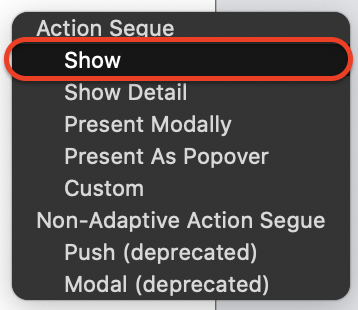 Action Segue
Show
Show Detail
Present Modally
Present As Popover
Custom
Non-Adaptive Action Segue
Push (deprecated)
Modal (deprecated)